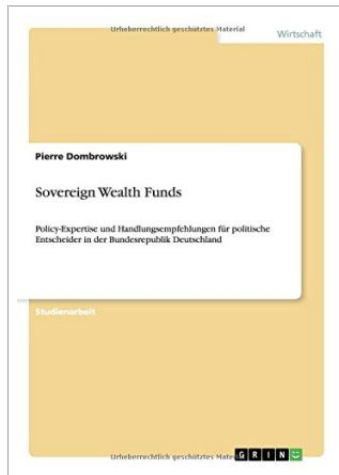 Urheberrechtlich geschütztes Material
Wirtschaft
Pierre Dombrowski
Sovereign Wealth Funds
Policy-Expertise und Handlungsempfehlungen für politische
Entscheider in der Bundesrepublik Deutschland
Studienarbeit
Urheberrechtlich geschütztes Mater
GRIN